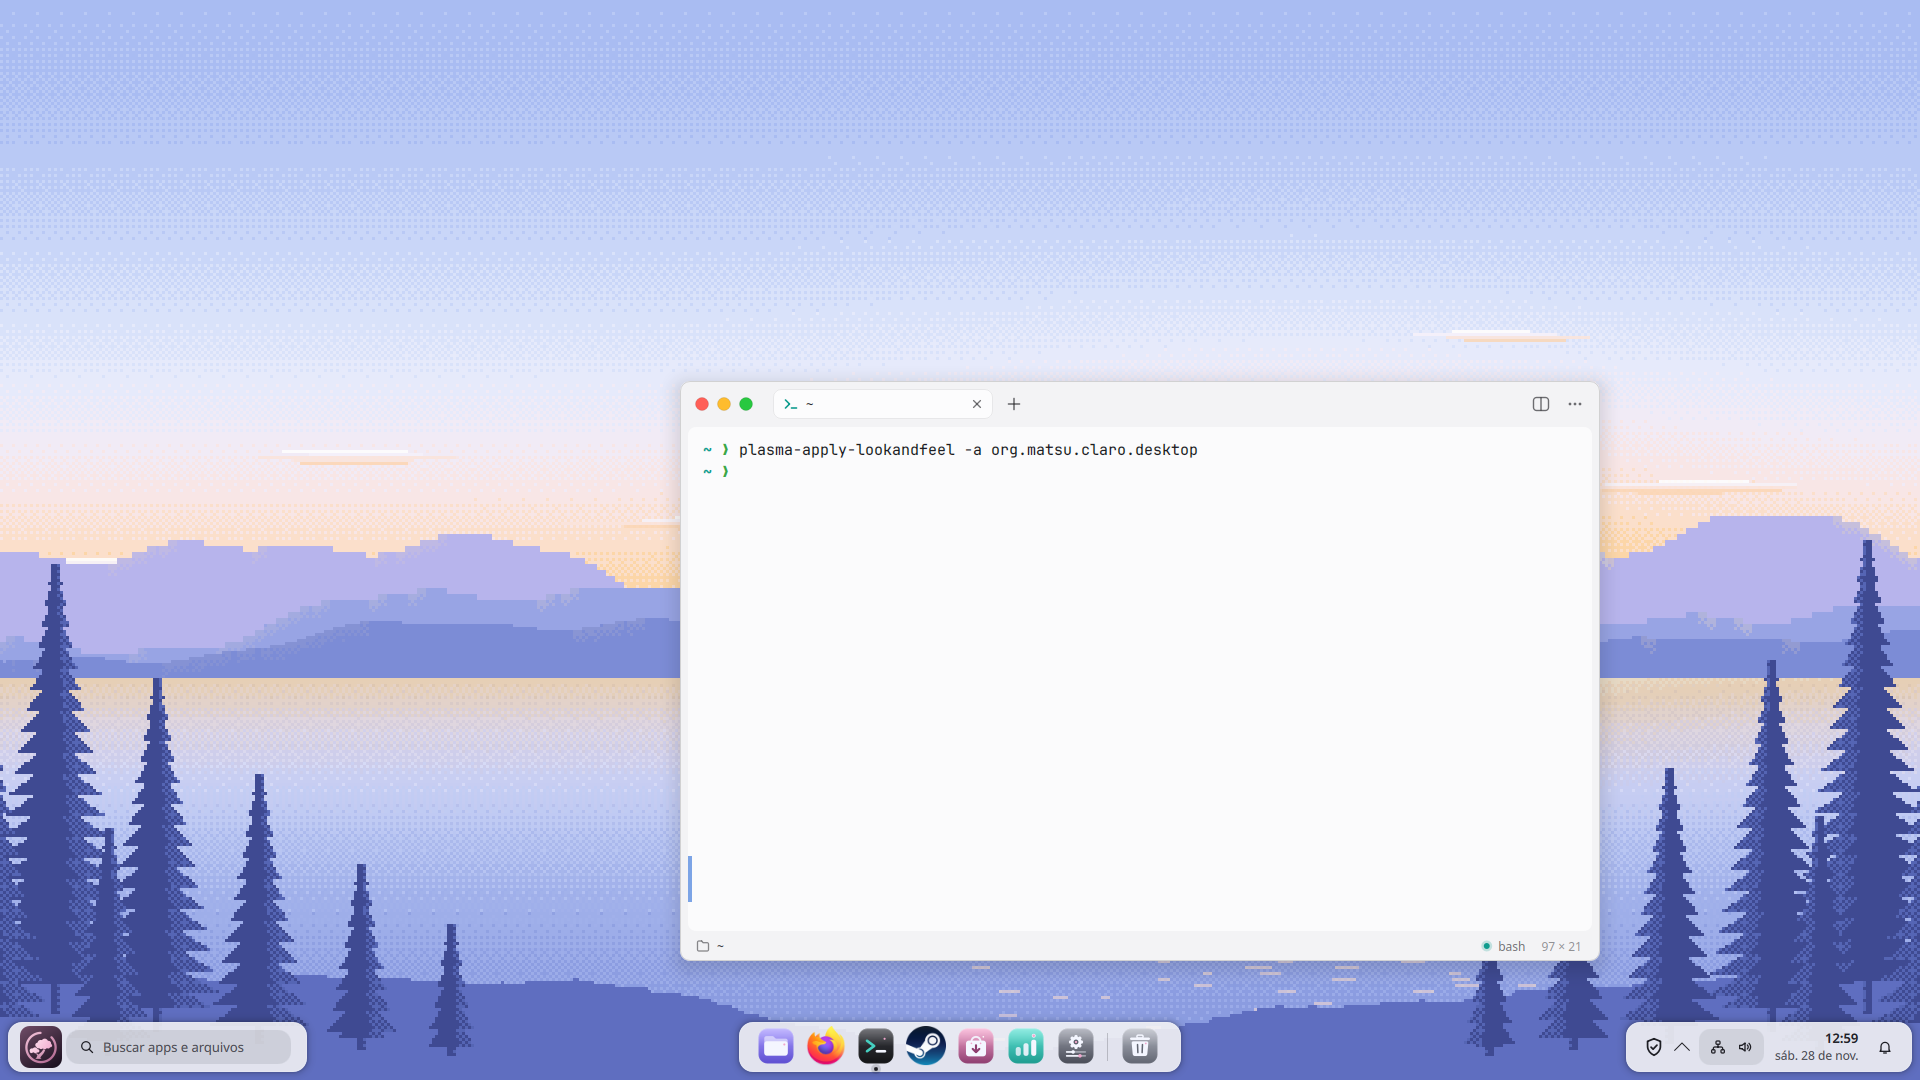 ~
~ ❯ plasma-apply-lookandfeel -a org.matsu.claro.desktop
~ ❯
~
bash 97 × 21
Buscar apps e arquivos
12:59
sáb. 28 de nov.